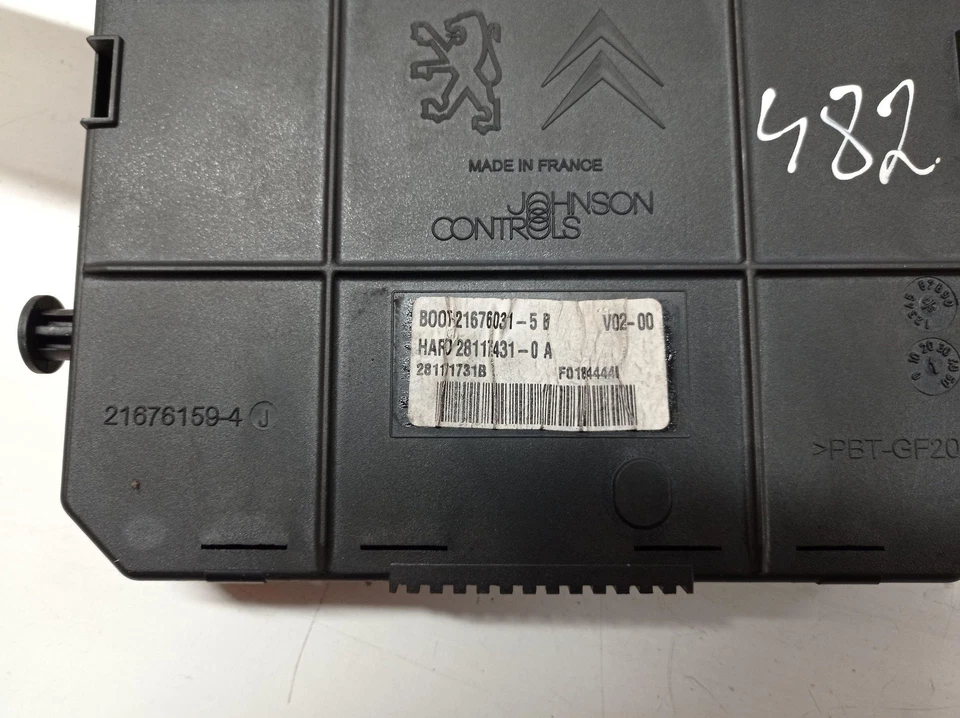 482
MADE IN FRANCE
JOHNSON
CONTROLS
BOOT-21676031-5 B V02-00
HARD 28117431-0 A
28117731B F0184444
21676159-4 J
>PBT-GF20